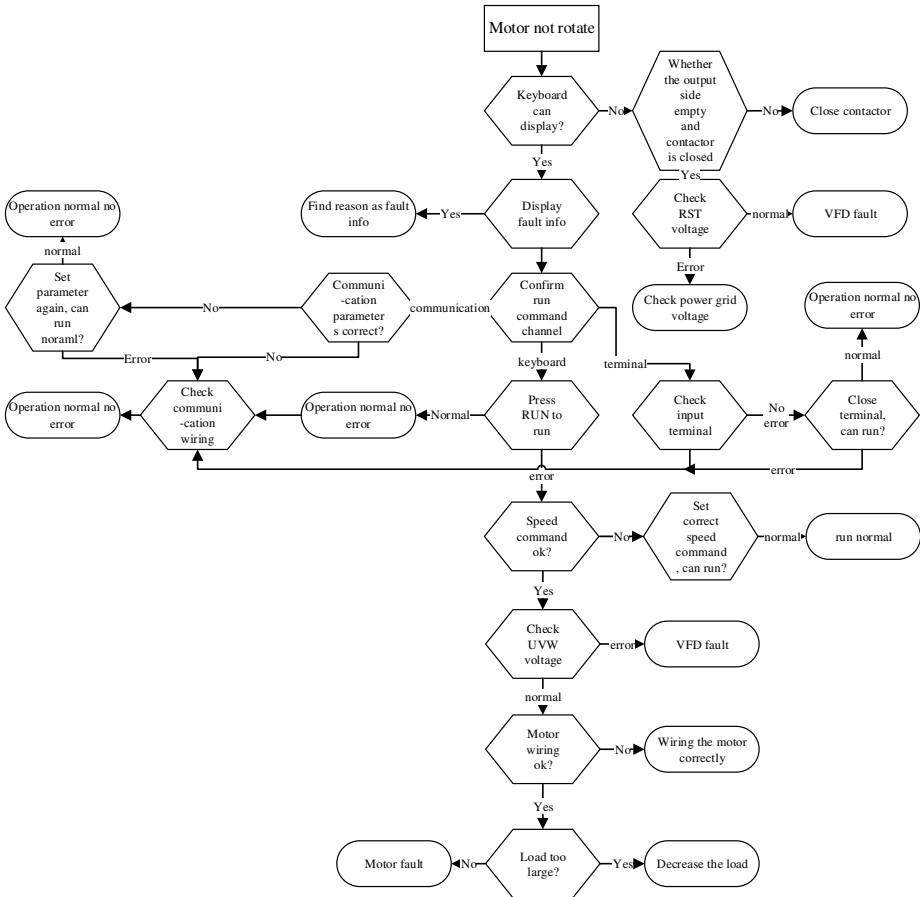 Motor not rotate
Keyboard
can
display?
No
Whether
the output
side
empty
and
contactor
is closed
No
Close contactor
Yes
Yes
Operation normal no
error
Find reason as fault
info
Yes
Display
fault info
Check
RST
voltage
normal
VFD fault
normal
Error
Set
parameter
again, can
run
noraml?
No
Communi
-cation
parameter
s correct?
communication
Confirm
run
command
channel
Check power grid
voltage
Operation normal no
error
Error
No
keyboard
terminal
normal
Operation normal no
error
Check
communi
-cation
wiring
Operation normal no
error
Normal
Press
RUN to
run
Check
input
terminal
No
error
Close
terminal,
can run?
error
error
Speed
command
ok?
No
Set
correct
speed
command
, can run?
normal
run normal
Yes
Check
UVW
voltage
error
VFD fault
normal
Motor
wiring
ok?
No
Wiring the motor
correctly
Yes
Motor fault
No
Load too
large?
Yes
Decrease the load